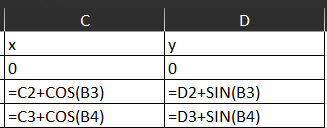 C D
x y
0 0
=C2+COS(B3) =D2+SIN(B3)
=C3+COS(B4) =D3+SIN(B4)